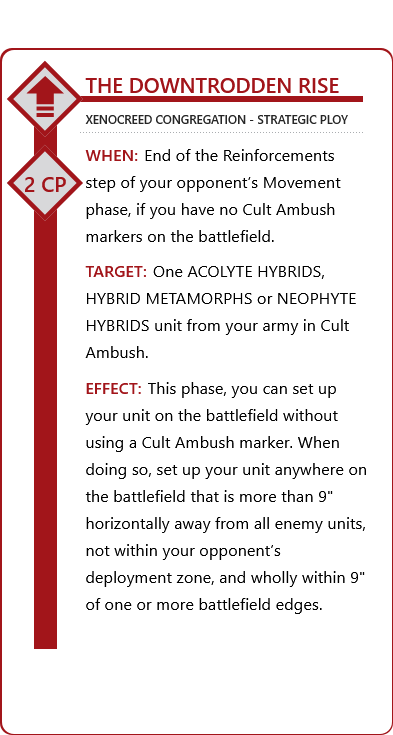 THE DOWNTRODDEN RISE
XENOCREED CONGREGATION - STRATEGIC PLOY
2 CP
WHEN: End of the Reinforcements
step of your opponent's Movement
phase, if you have no Cult Ambush
markers on the battlefield.
TARGET: One ACOLYTE HYBRIDS,
HYBRID METAMORPHS or NEOPHYTE
HYBRIDS unit from your army in Cult
Ambush.
EFFECT: This phase, you can set up
your unit on the battlefield without
using a Cult Ambush marker. When
doing so, set up your unit anywhere on
the battlefield that is more than 9"
horizontally away from all enemy units,
not within your opponent's
deployment zone, and wholly within 9"
of one or more battlefield edges.